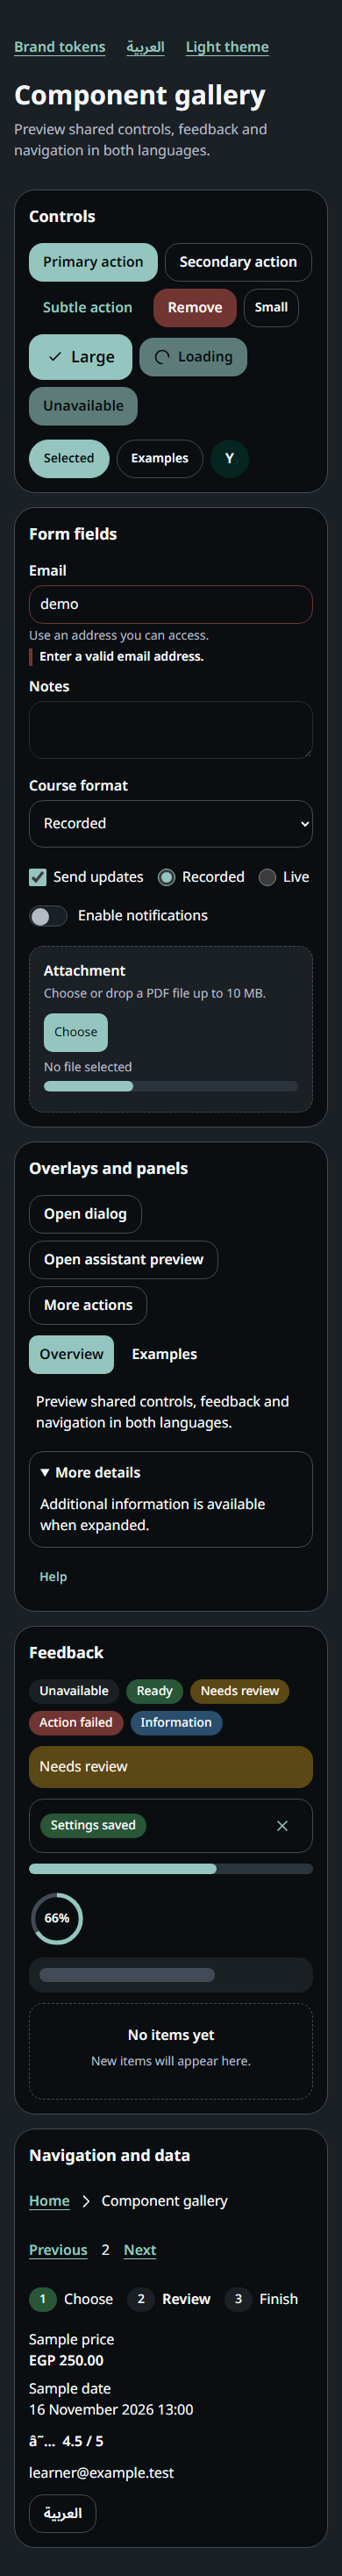 Brand tokens العربية Light theme
Component gallery
Preview shared controls, feedback and
navigation in both languages.
Controls
Primary action Secondary action
Subtle action Remove Small
Large Loading
Unavailable
Selected Examples Y
Form fields
Email
demo
Use an address you can access.
Enter a valid email address.
Notes
Course format
Recorded
Send updates Recorded Live
Enable notifications
Attachment
Choose or drop a PDF file up to 10 MB.
Choose
No file selected
Overlays and panels
Open dialog
Open assistant preview
More actions
Overview Examples
Preview shared controls, feedback and
navigation in both languages.
More details
Additional information is available
when expanded.
Help
Feedback
Unavailable Ready Needs review
Action failed Information
Needs review
Settings saved
66%
No items yet
New items will appear here.
Navigation and data
Home Component gallery
Previous 2 Next
1 Choose 2 Review 3 Finish
Sample price
EGP 250.00
Sample date
16 November 2026 13:00
â˜… 4.5 / 5
learner@example.test
العربية